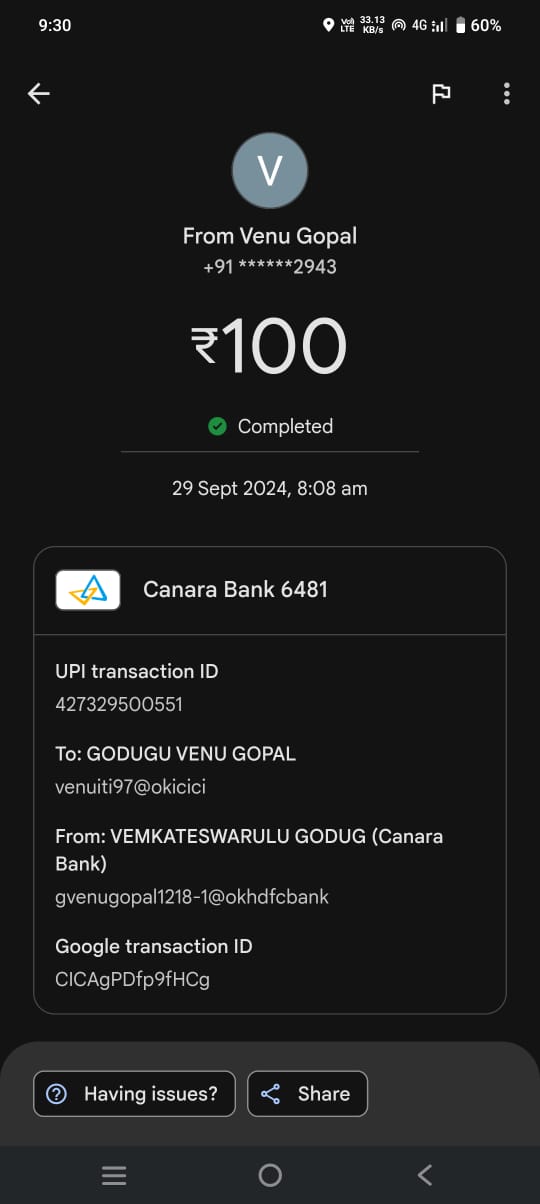 9:30
Vo)
LTE
33.13
KB/s
4G
60%
V
From Venu Gopal
+91 ******2943
₹100
Completed
29 Sept 2024, 8:08 am
Canara Bank 6481
UPI transaction ID
427329500551
To: GODUGU VENU GOPAL
venuiti97@okicici
From: VEMKATESWARULU GODUG (Canara
Bank)
gvenugopal1218-1@okhdfcbank
Google transaction ID
CICAgPDfp9fHCg
Having issues?
Share